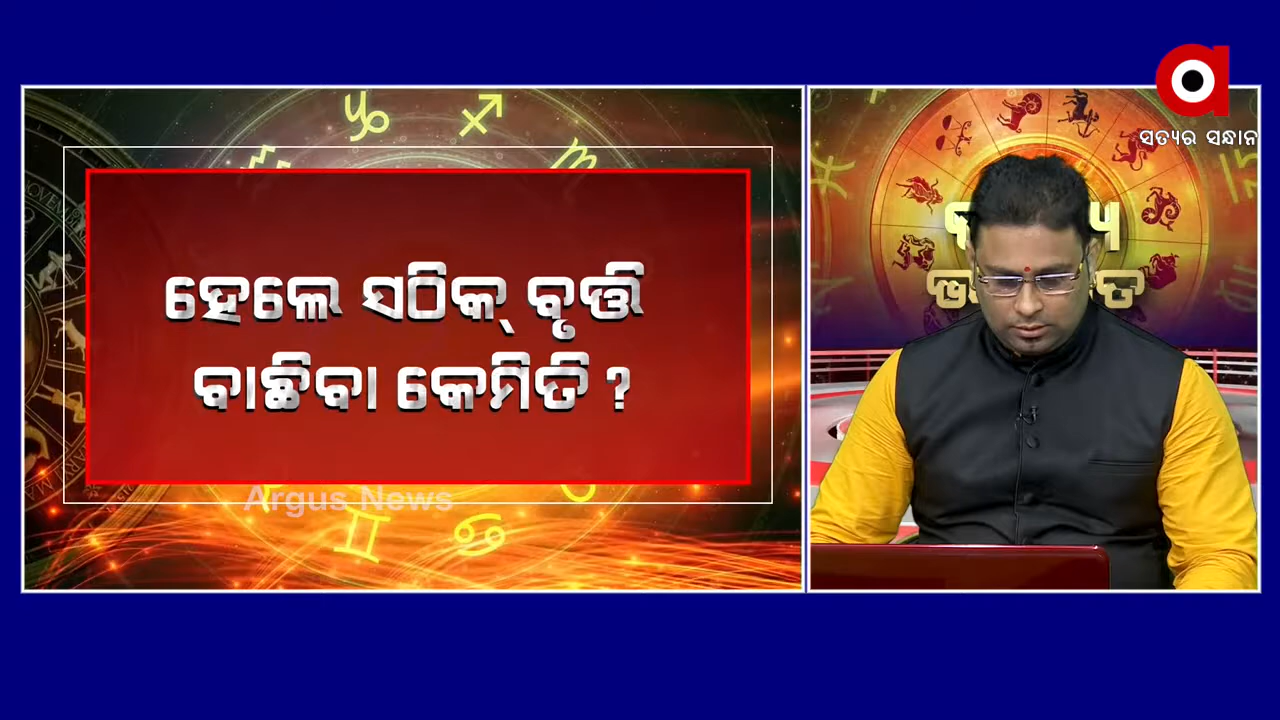 ହେଲେ ସଠିକ୍ ବୃତ୍ତି
ବାଛିବା କେମିତି ?
Argus News
ସତ୍ୟର ସନ୍ଧାନ